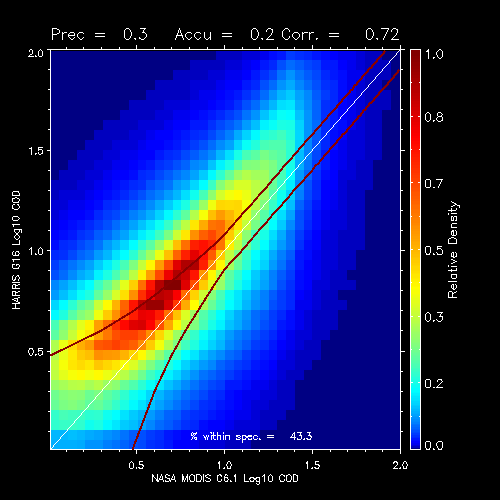 Prec = 0.3 Accu = 0.2 Corr. = 0.72
2.0
1.5
1.0
0.5
HARRIS G16 Log10 COD
% within spec. = 43.3
0.5 1.0 1.5 2.0
NASA MODIS C6.1 Log10 COD
1.0
0.8
0.7
0.5
0.3
0.2
0.0
Relative Density